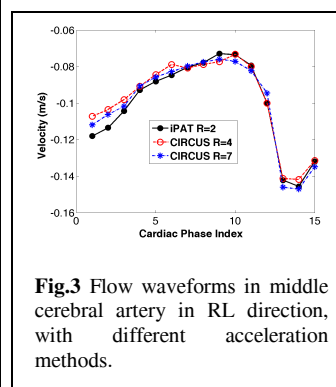 -0.06
-0.08
-0.1
-0.12
-0.14
-0.16
Velocity (m/s)
iPAT R=2
CIRCUS R=4
CIRCUS R=7
0 5 10 15
Cardiac Phase Index
Fig.3 Flow waveforms in middle
cerebral artery in RL direction,
with different acceleration
methods.